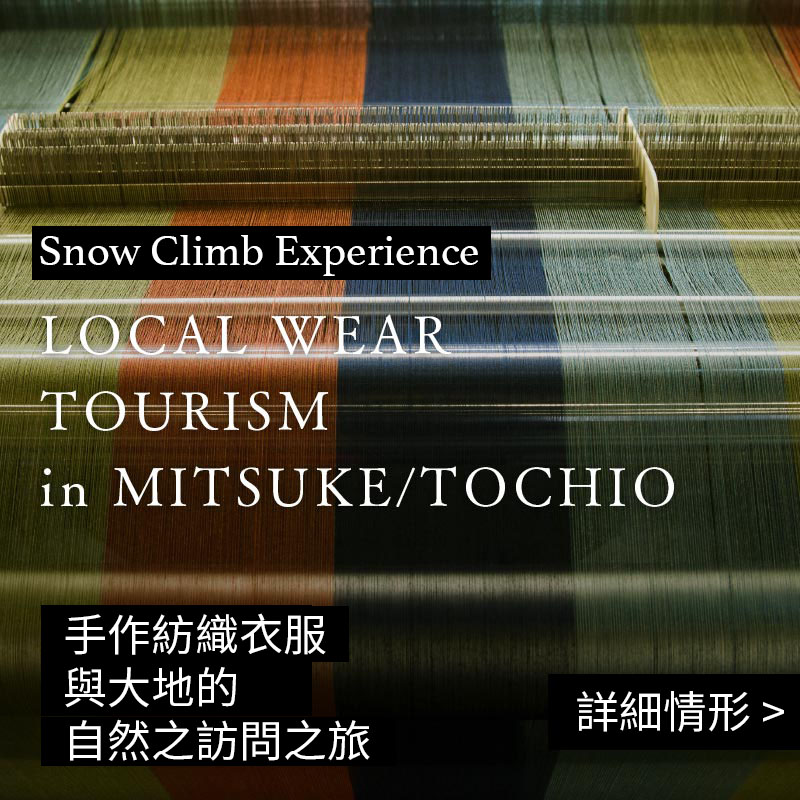 Snow Climb Experience
LOCAL WEAR
TOURISM
in MITSUKE/TOCHIO
手作紡織衣服
與大地的
自然之訪問之旅
詳細情形 >